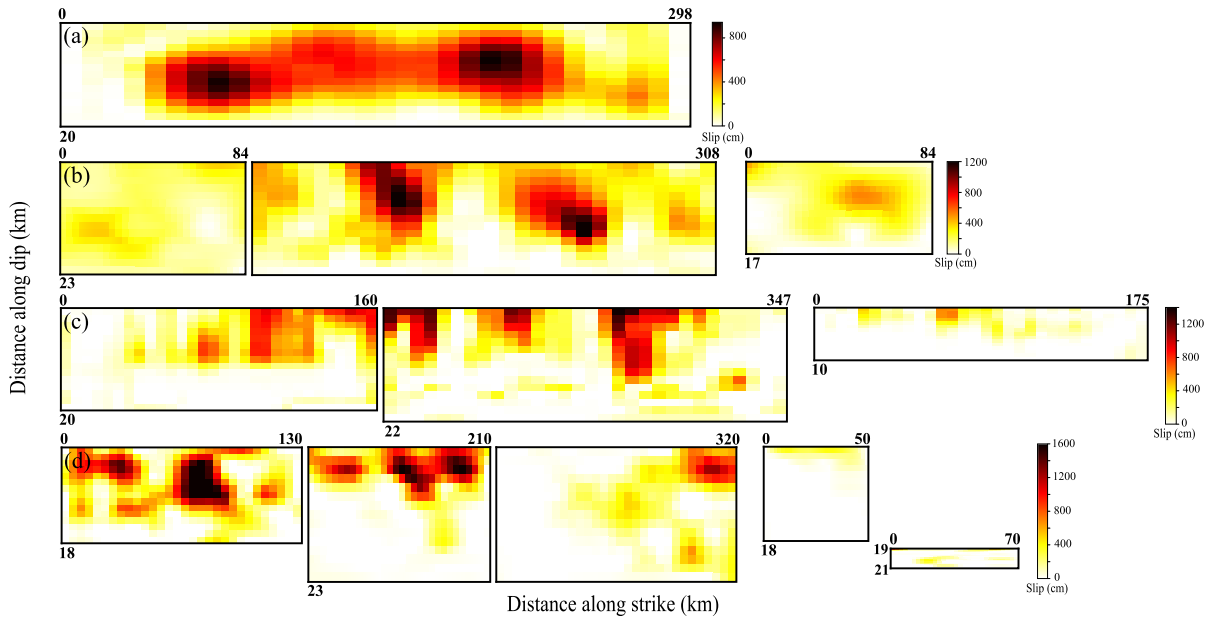 0 298
(a)
800
400
0
Slip (cm)
20
0 84 308 0 84
(b)
1200
800
400
0
Slip (cm)
23
17
Distance along dip (km)
0 160 347 0 175
(c)
1200
800
400
0
Slip (cm)
20
22
10
0 130 210 320 0 50
(d)
1600
1200
800
400
0
Slip (cm)
18
23
18
0 70
19
21
Distance along strike (km)